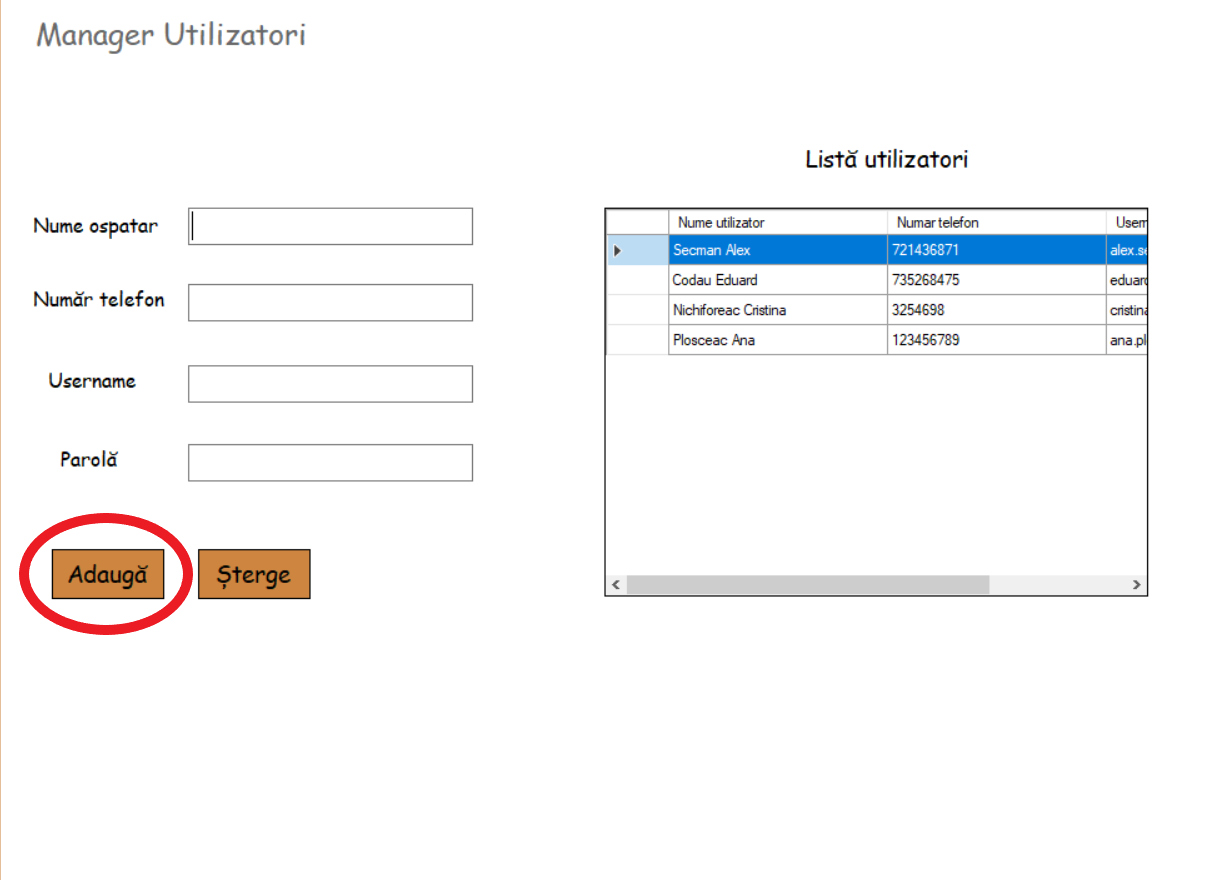 Manager Utilizatori
Listă utilizatori
Nume ospatar
Număr telefon
Username
Parolă
Adaugă Șterge
Nume utilizator Numar telefon Usern
Secman Alex 721436871 alex.se
Codau Eduard 735268475 eduard
Nichiforeac Cristina 3254698 cristina
Plosceac Ana 123456789 ana.pl